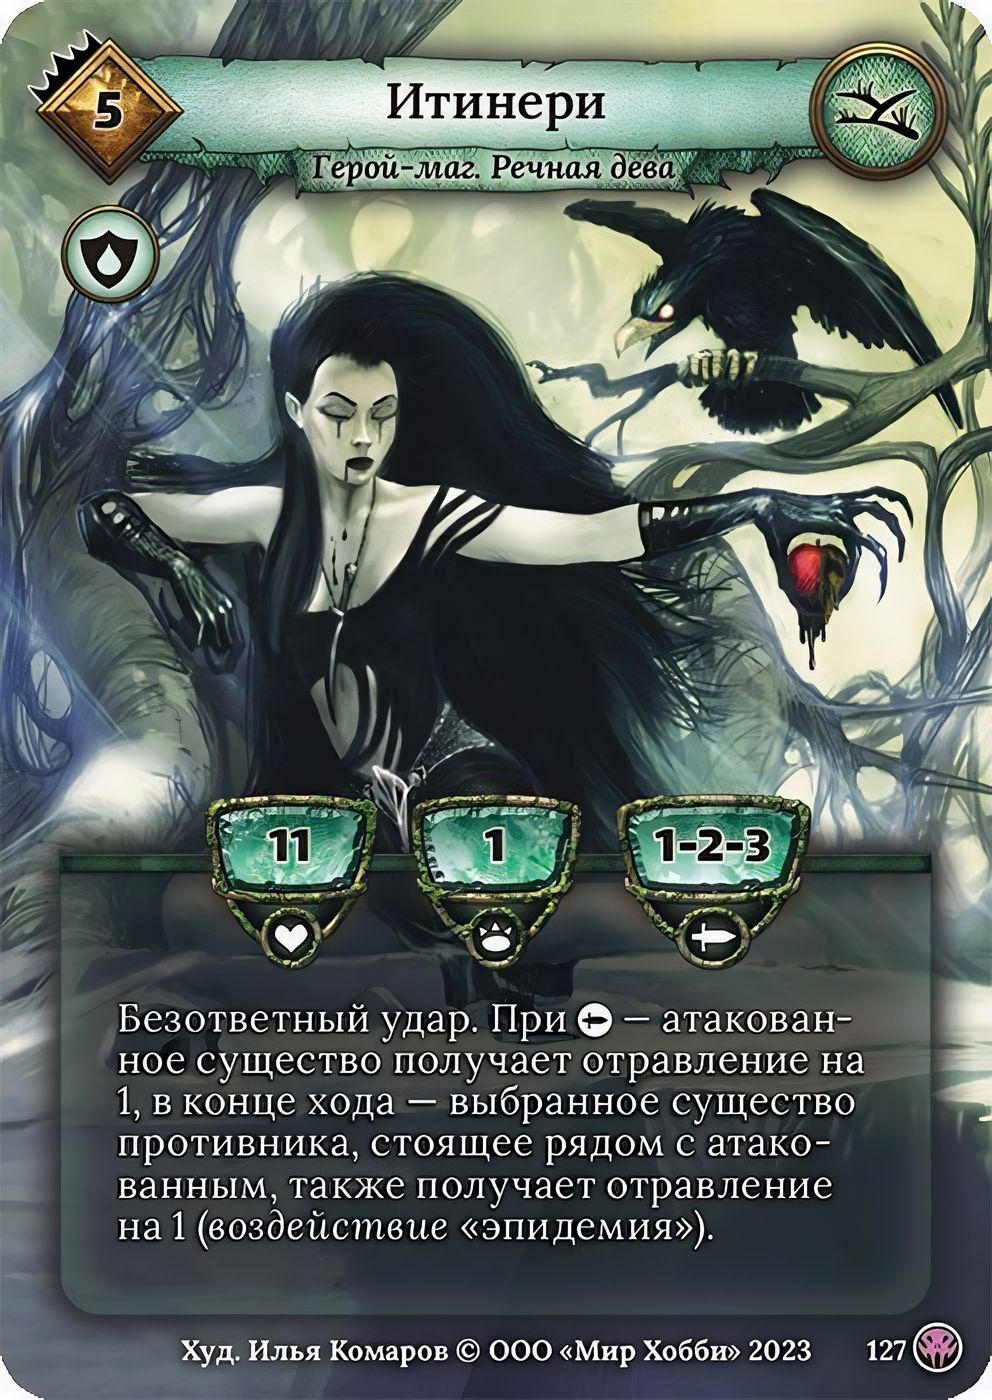 5
Итинери
Герой-маг. Речная дева
11
1
1-2-3
Безответный удар. При — атакован-
ное существо получает отравление на
1, в конце хода — выбранное существо
противника, стоящее рядом с атако-
ванным, также получает отравление
на 1 (воздействие «эпидемия»).
Худ. Илья Комаров © ООО «Мир Хобби» 2023
127